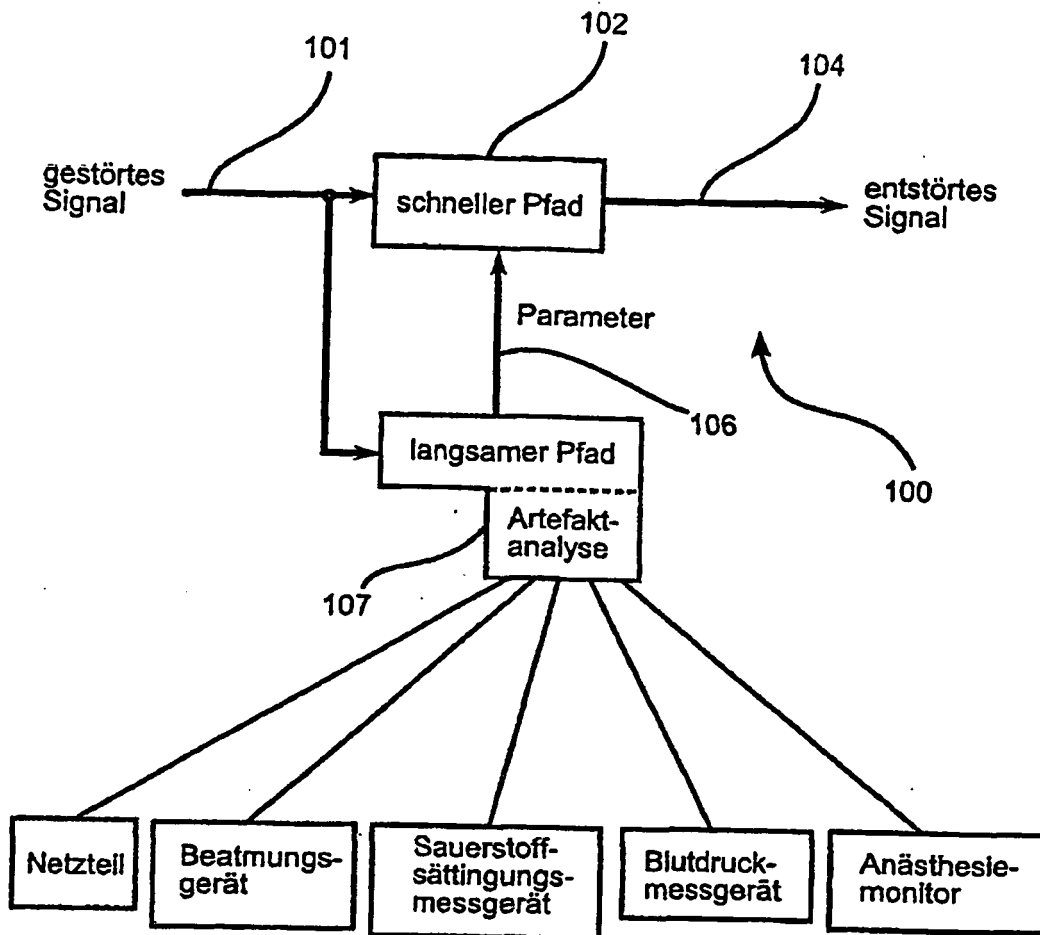 101
102
104
gestörtes
Signal
schneller Pfad
entstörtes
Signal
Parameter
106
langsamer Pfad
100
Artefakt-
analyse
107
Netzteil
Beatmungs-
gerät
Sauerstoff-
sättingungs-
messgerät
Blutdruck-
messgerät
Anästhesie-
monitor